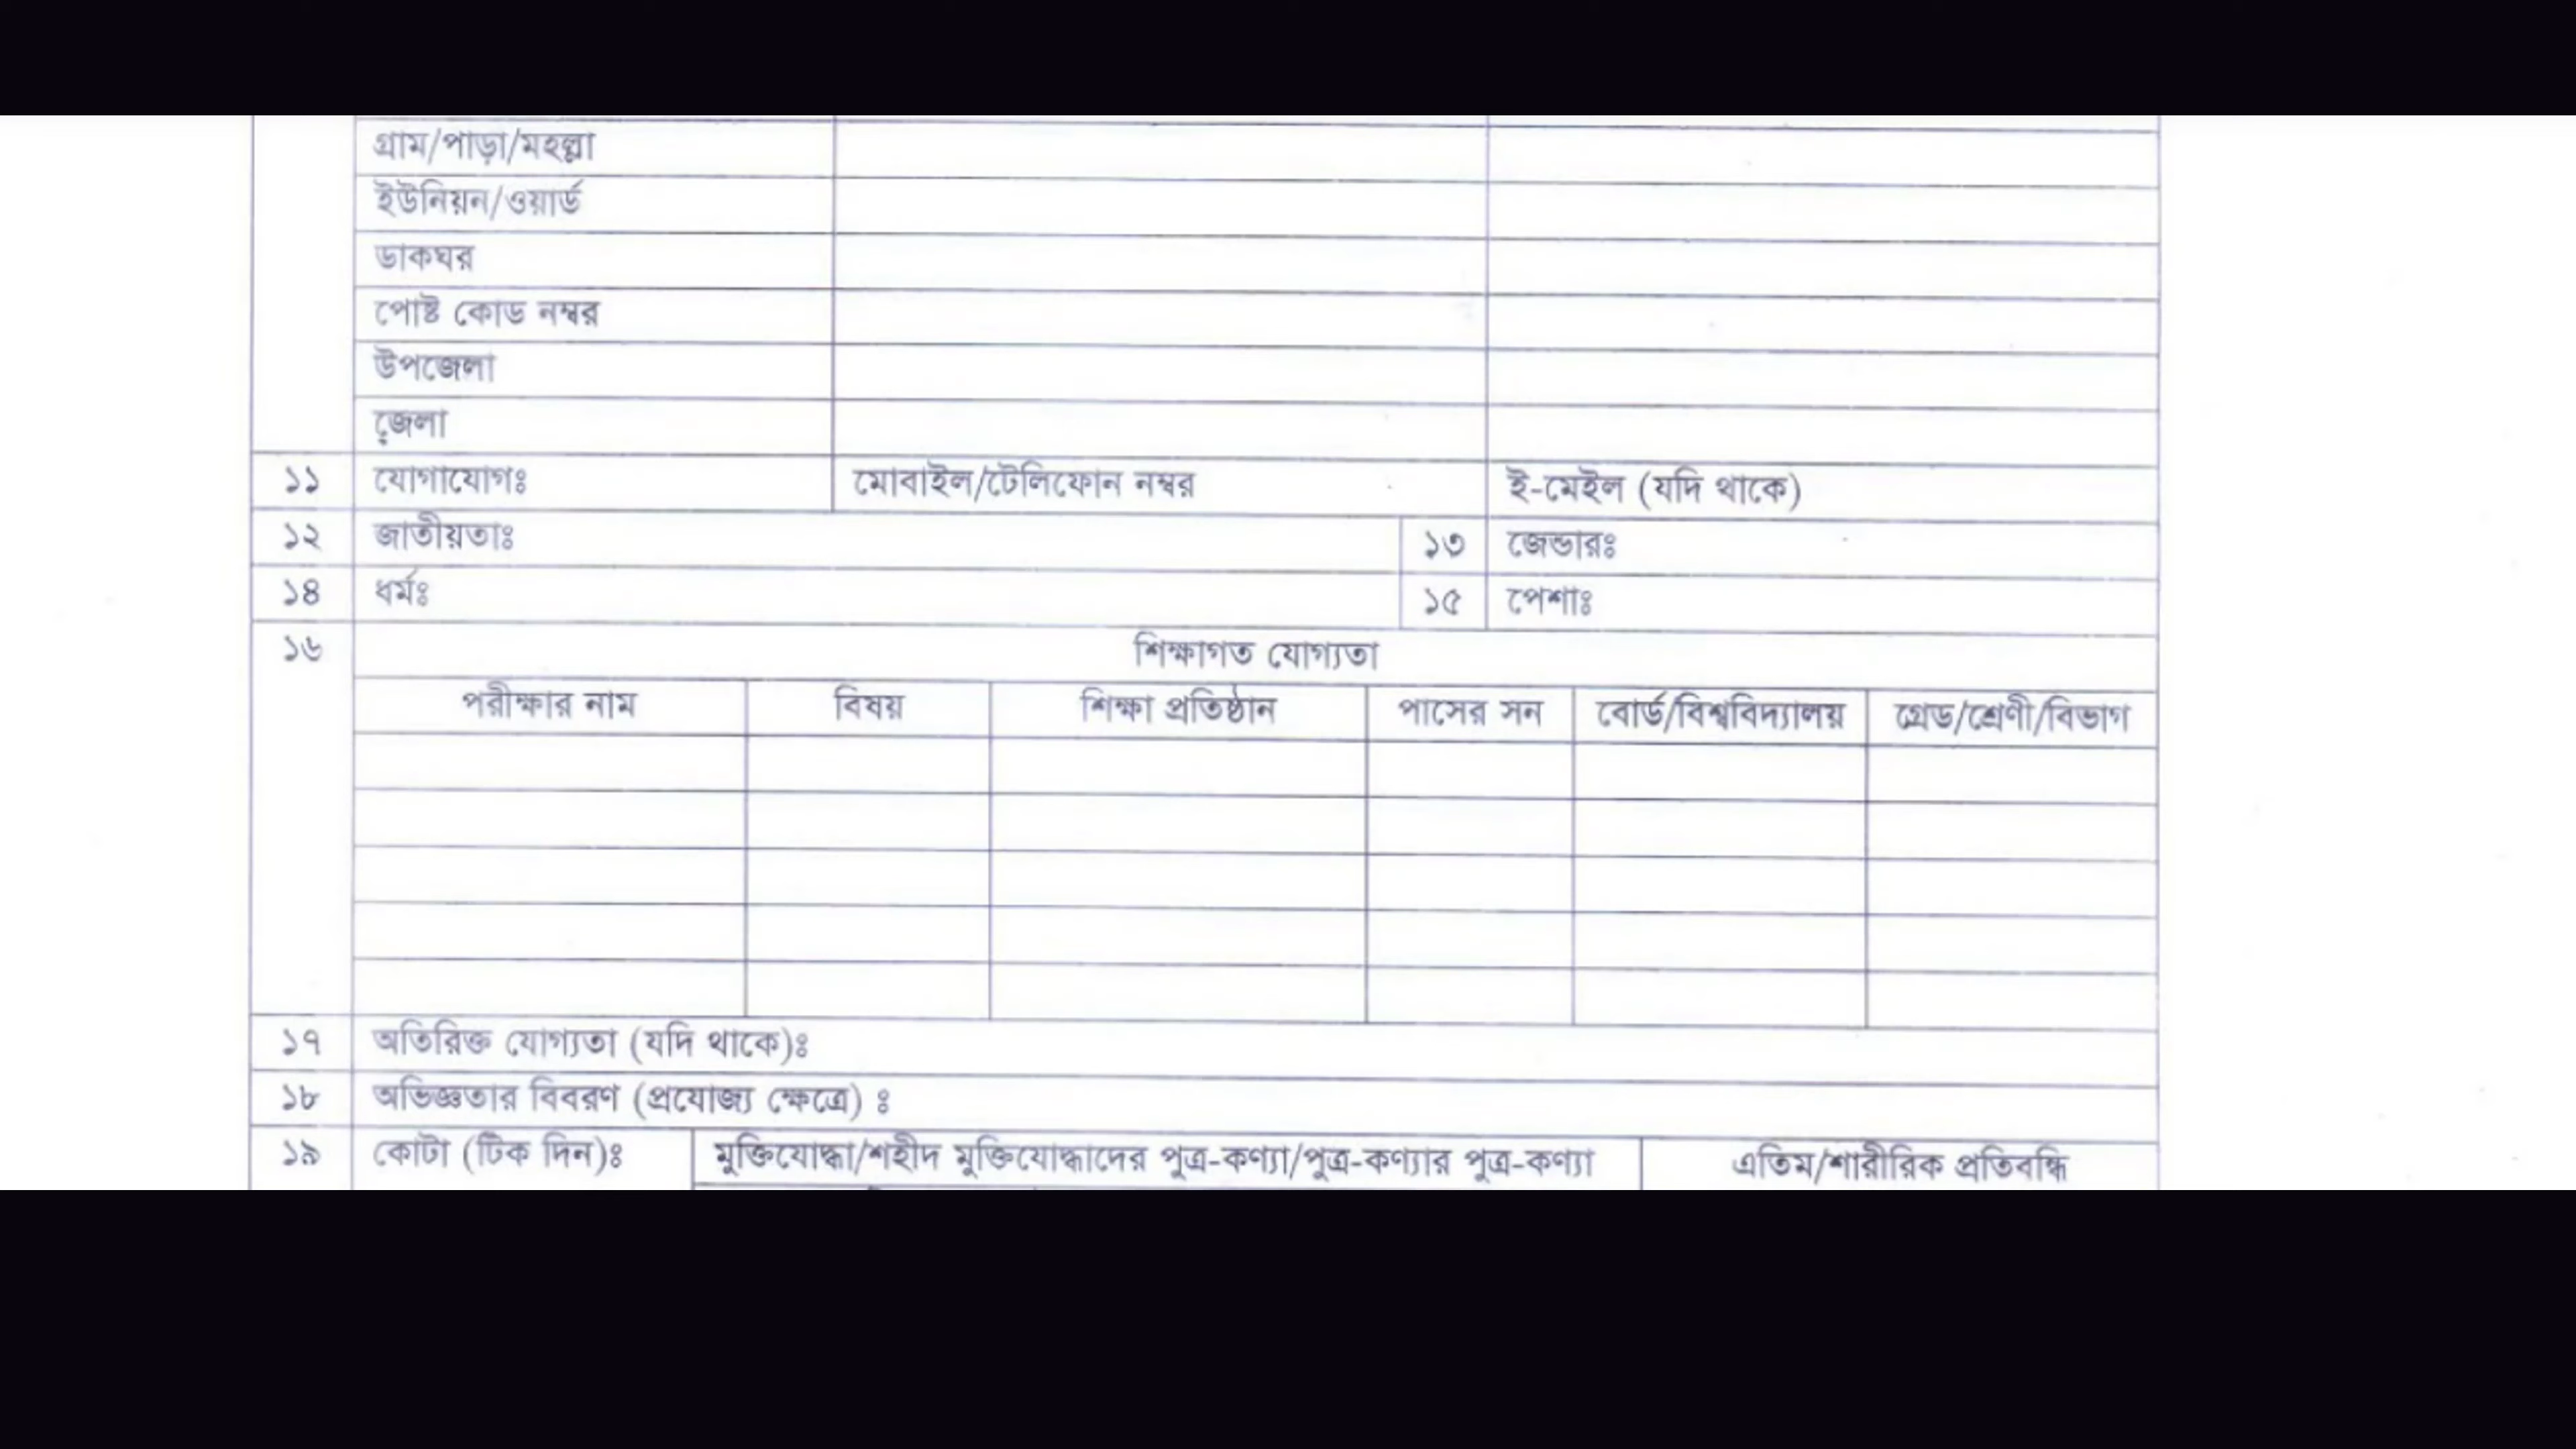 গ্রাম/পাড়া/মহল্লা
ইউনিয়ন/ওয়ার্ড
ডাকঘর
পোষ্ট কোড নম্বর
উপজেলা
জেলা
১১ যোগাযোগঃ মোবাইল/টেলিফোন নম্বর ই-মেইল (যদি থাকে)
১২ জাতীয়তাঃ ১৩ জেন্ডারঃ
১৪ ধর্মঃ ১৫ পেশাঃ
১৬ শিক্ষাগত যোগ্যতা
পরীক্ষার নাম বিষয় শিক্ষা প্রতিষ্ঠান পাসের সন বোর্ড/বিশ্ববিদ্যালয় গ্রেড/শ্রেণী/বিভাগ
১৭ অতিরিক্ত যোগ্যতা (যদি থাকে)ঃ
১৮ অভিজ্ঞতার বিবরণ (প্রযোজ্য ক্ষেত্রে) ঃ
১৯ কোটা (টিক দিন)ঃ মুক্তিযোদ্ধা/শহীদ মুক্তিযোদ্ধাদের পুত্র-কণ্যা/পুত্র-কণ্যার পুত্র-কণ্যা এতিম/শারীরিক প্রতিবন্ধি